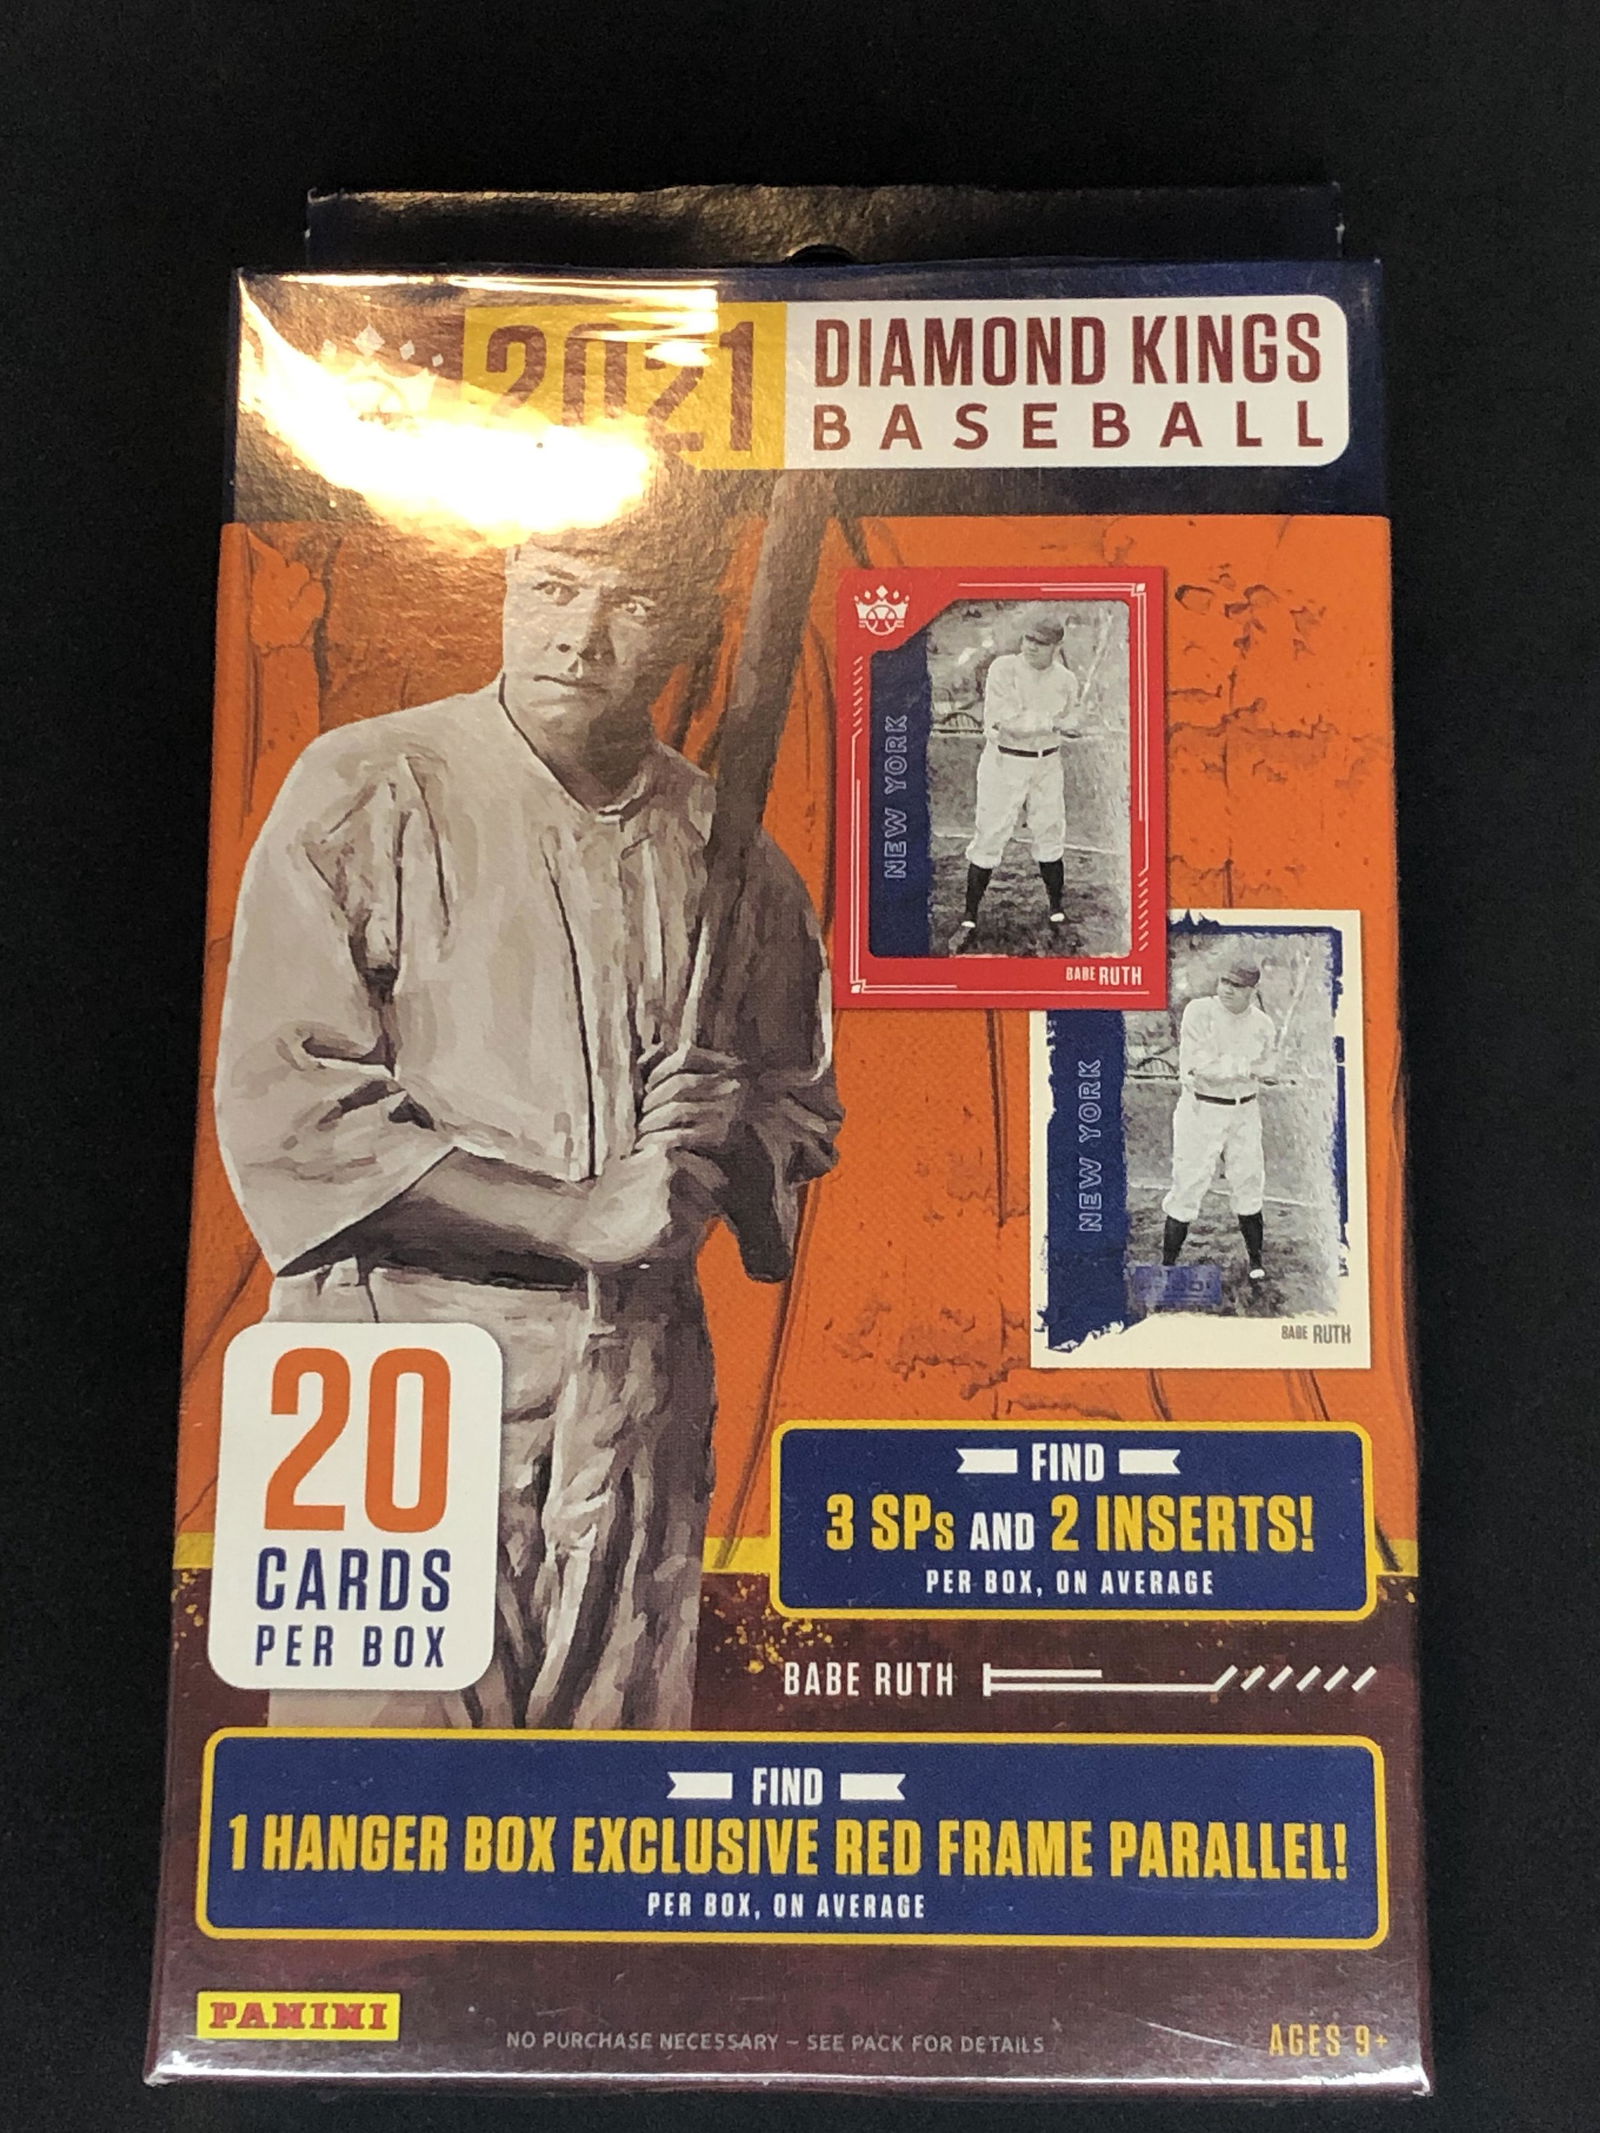 2021
DIAMOND KINGS
BASEBALL
NEW YORK
BABE RUTH
NEW YORK
BABE RUTH
20
CARDS
PER BOX
FIND
3 SPs AND 2 INSERTS!
PER BOX, ON AVERAGE
BABE RUTH
FIND
1 HANGER BOX EXCLUSIVE RED FRAME PARALLEL!
PER BOX, ON AVERAGE
PANINI
NO PURCHASE NECESSARY – SEE PACK FOR DETAILS
AGES 9+